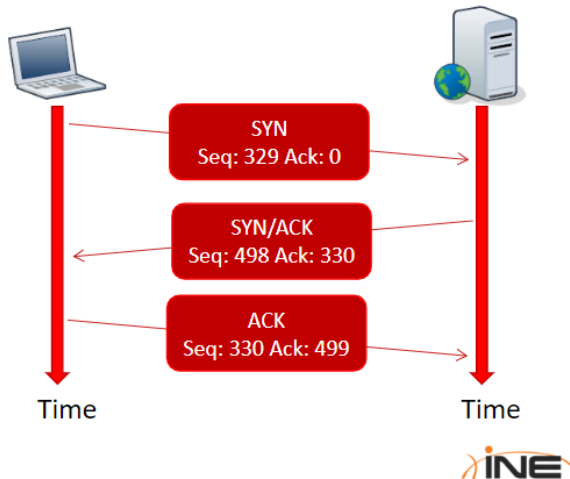 SYN
Seq: 329 Ack: 0
SYN/ACK
Seq: 498 Ack: 330
ACK
Seq: 330 Ack: 499
Time
Time
iNE